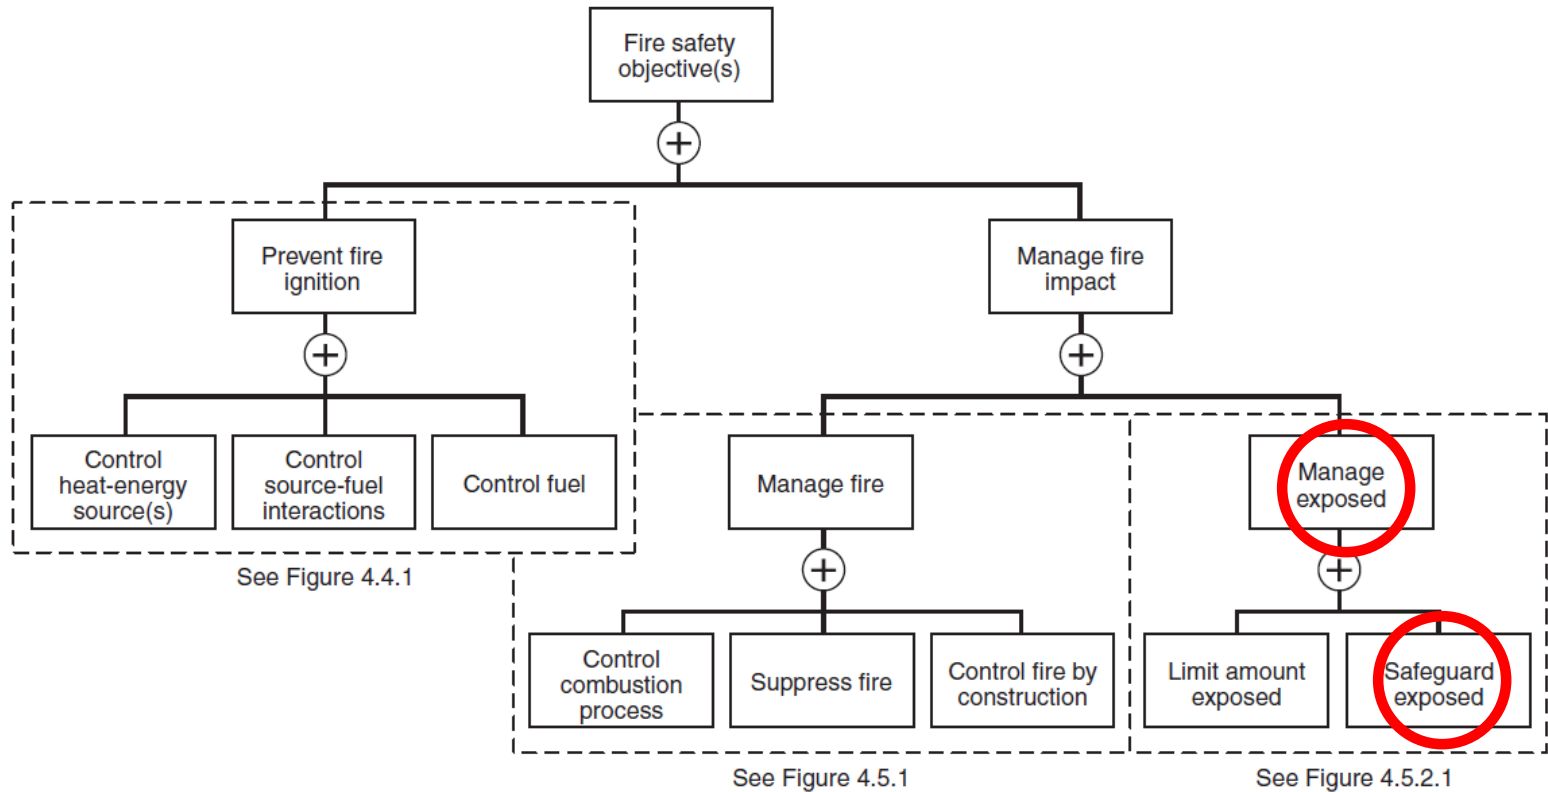 Fire safety
objective(s)
+
Prevent fire
ignition
Manage fire
impact
+
+
Control
heat-energy
source(s)
Control
source-fuel
interactions
Control fuel
Manage fire
Manage
exposed
See Figure 4.4.1
+
+
Control
combustion
process
Suppress fire
Control fire by
construction
Limit amount
exposed
Safeguard
exposed
See Figure 4.5.1
See Figure 4.5.2.1